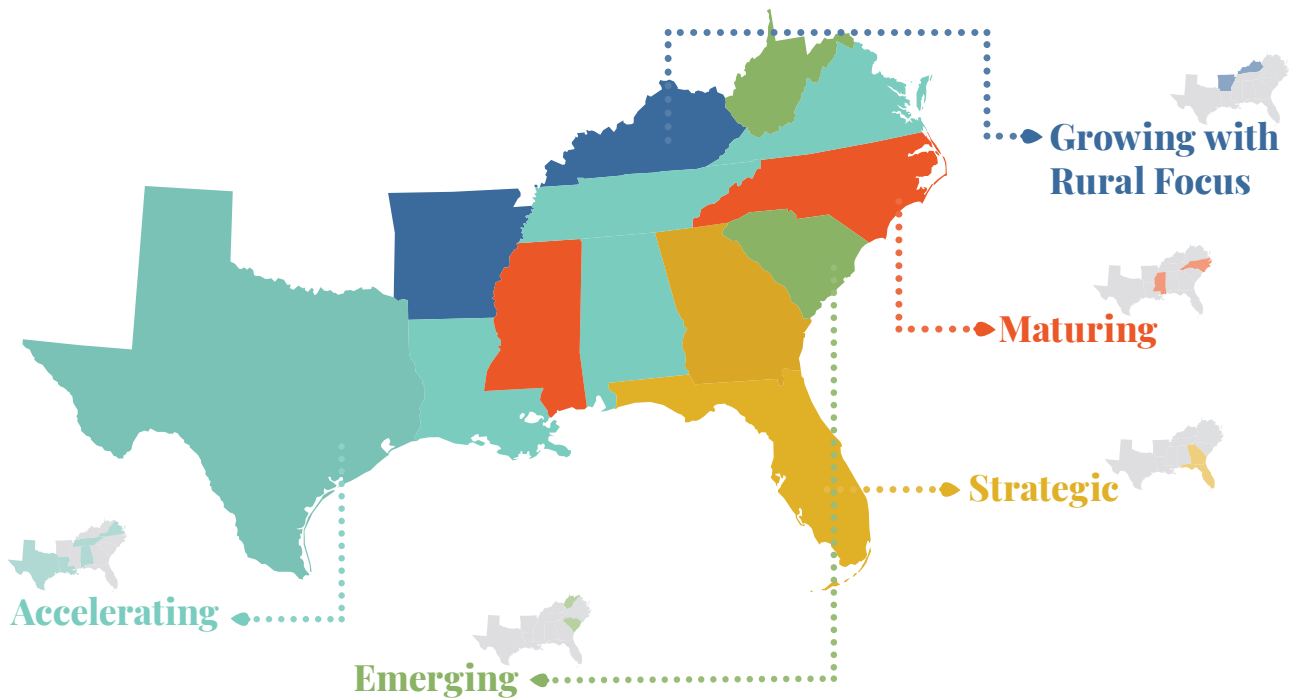 Growing with
Rural Focus
Maturing
Strategic
Accelerating
Emerging